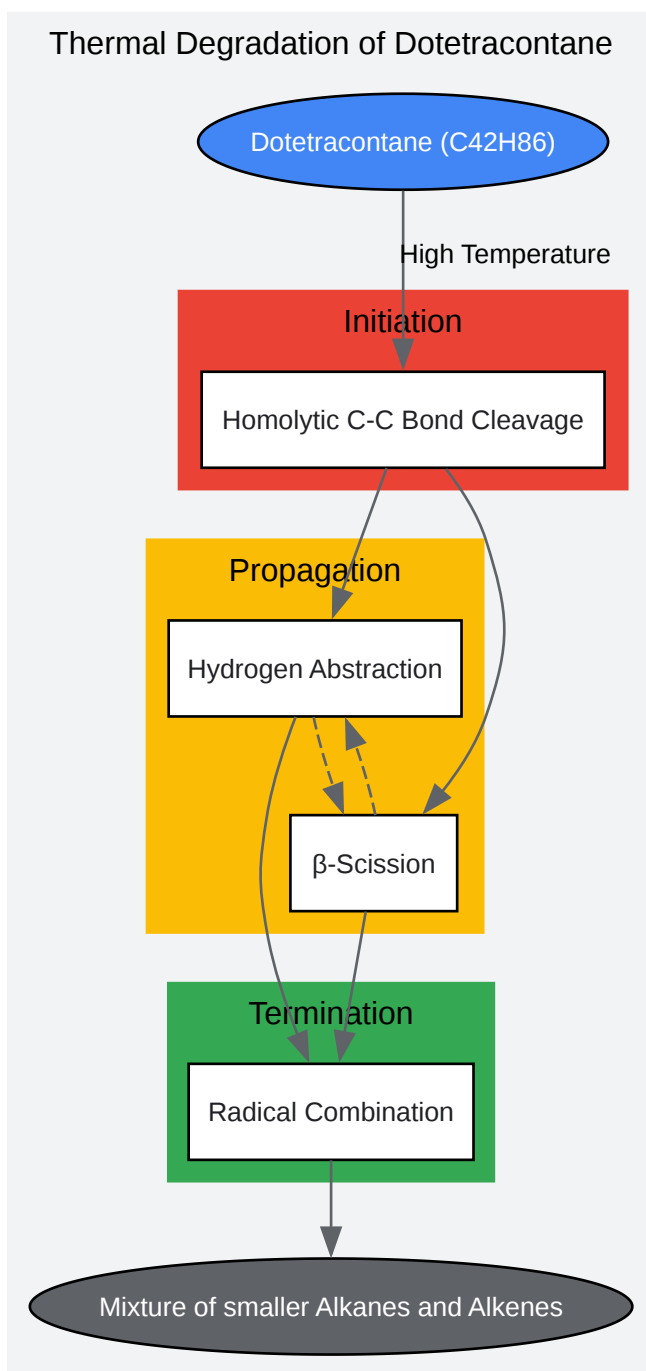 Thermal Degradation of Dotetracontane
Dotetracontane (C42H86)
High Temperature
Initiation
Homolytic C-C Bond Cleavage
Propagation
Hydrogen Abstraction
β-Scission
Termination
Radical Combination
Mixture of smaller Alkanes and Alkenes